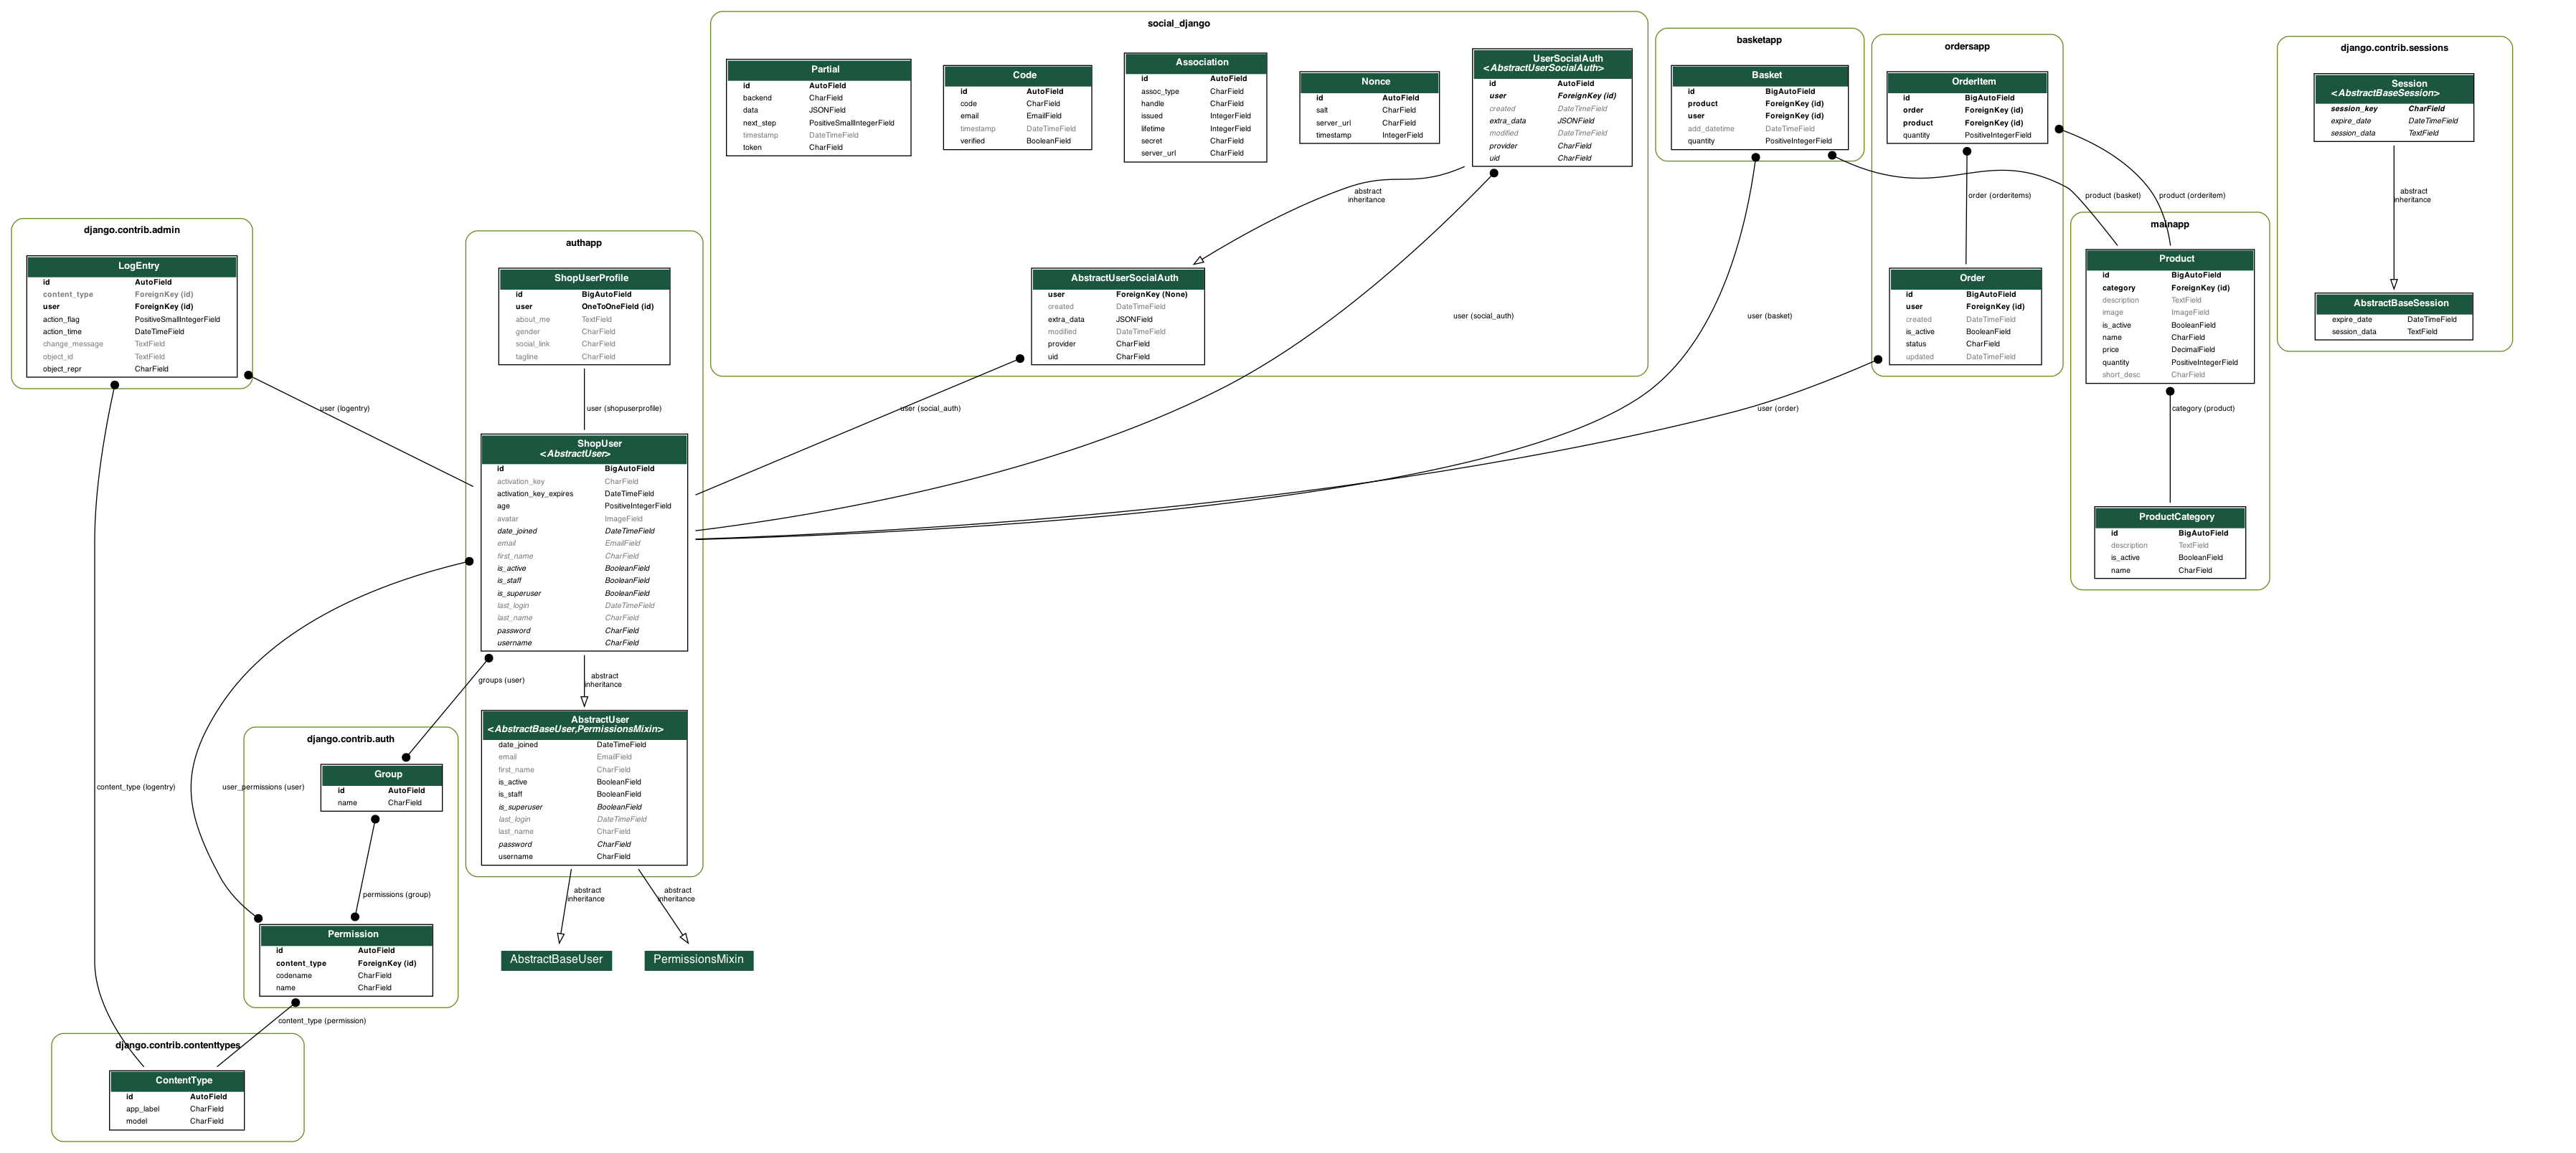 social_django
Partial
id AutoField
backend CharField
data JSONField
next_step PositiveSmallIntegerField
timestamp DateTimeField
token CharField
Code
id AutoField
code CharField
email EmailField
timestamp DateTimeField
verified BooleanField
Association
id AutoField
assoc_type CharField
handle CharField
issued IntegerField
lifetime IntegerField
secret CharField
server_url CharField
Nonce
id AutoField
salt CharField
server_url CharField
timestamp IntegerField
UserSocialAuth
<AbstractUserSocialAuth>
id AutoField
user ForeignKey (id)
created DateTimeField
extra_data JSONField
modified DateTimeField
provider CharField
uid CharField
abstract
inheritance
AbstractUserSocialAuth
user ForeignKey (None)
created DateTimeField
extra_data JSONField
modified DateTimeField
provider CharField
uid CharField
user (social_auth)
user (social_auth)
basketapp
Basket
id BigAutoField
product ForeignKey (id)
user ForeignKey (id)
add_datetime DateTimeField
quantity PositiveIntegerField
user (basket)
product (basket)
ordersapp
OrderItem
id BigAutoField
order ForeignKey (id)
product ForeignKey (id)
quantity PositiveIntegerField
order (orderitems)
product (orderitem)
Order
id BigAutoField
user ForeignKey (id)
created DateTimeField
is_active BooleanField
status CharField
updated DateTimeField
user (order)
mainapp
Product
id BigAutoField
category ForeignKey (id)
description TextField
image ImageField
is_active BooleanField
name CharField
price DecimalField
quantity PositiveIntegerField
short_desc CharField
category (product)
ProductCategory
id BigAutoField
description TextField
is_active BooleanField
name CharField
django.contrib.sessions
Session
<AbstractBaseSession>
session_key CharField
expire_date DateTimeField
session_data TextField
abstract
inheritance
AbstractBaseSession
expire_date DateTimeField
session_data TextField
django.contrib.admin
LogEntry
id AutoField
content_type ForeignKey (id)
user ForeignKey (id)
action_flag PositiveSmallIntegerField
action_time DateTimeField
change_message TextField
object_id TextField
object_repr CharField
user (logentry)
content_type (logentry)
authapp
ShopUserProfile
id BigAutoField
user OneToOneField (id)
about_me TextField
gender CharField
social_link CharField
tagline CharField
user (shopuserprofile)
ShopUser
<AbstractUser>
id BigAutoField
activation_key CharField
activation_key_expires DateTimeField
age PositiveIntegerField
avatar ImageField
date_joined DateTimeField
email EmailField
first_name CharField
is_active BooleanField
is_staff BooleanField
is_superuser BooleanField
last_login DateTimeField
last_name CharField
password CharField
username CharField
groups (user)
abstract
inheritance
AbstractUser
<AbstractBaseUser,PermissionsMixin>
date_joined DateTimeField
email EmailField
first_name CharField
is_active BooleanField
is_staff BooleanField
is_superuser BooleanField
last_login DateTimeField
last_name CharField
password CharField
username CharField
abstract
inheritance
abstract
inheritance
AbstractBaseUser
PermissionsMixin
django.contrib.auth
Group
id AutoField
name CharField
user_permissions (user)
permissions (group)
Permission
id AutoField
content_type ForeignKey (id)
codename CharField
name CharField
content_type (permission)
django.contrib.contenttypes
ContentType
id AutoField
app_label CharField
model CharField